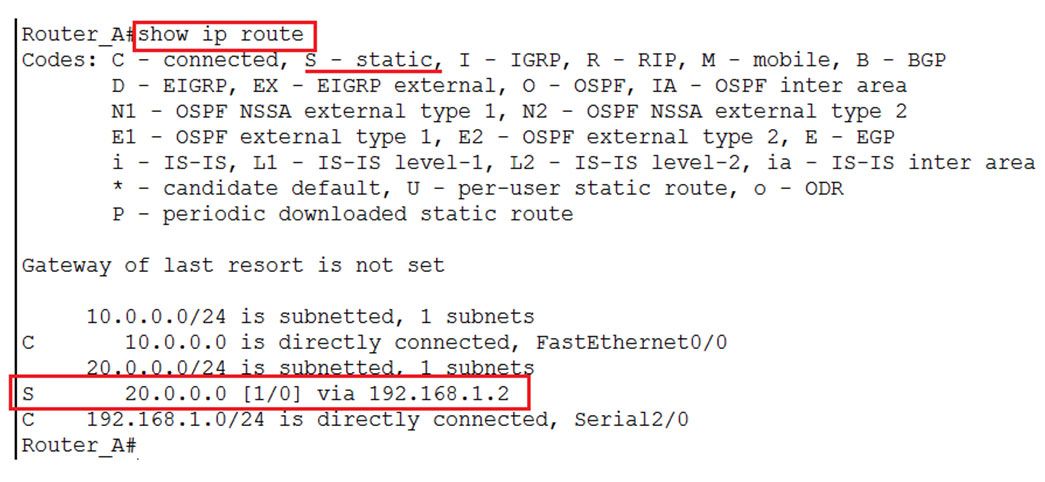 Router_A#show ip route
Codes: C - connected, S - static, I - IGRP, R - RIP, M - mobile, B - BGP
D - EIGRP, EX - EIGRP external, O - OSPF, IA - OSPF inter area
N1 - OSPF NSSA external type 1, N2 - OSPF NSSA external type 2
E1 - OSPF external type 1, E2 - OSPF external type 2, E - EGP
i - IS-IS, L1 - IS-IS level-1, L2 - IS-IS level-2, ia - IS-IS inter area
* - candidate default, U - per-user static route, o - ODR
P - periodic downloaded static route
Gateway of last resort is not set
10.0.0.0/24 is subnetted, 1 subnets
C 10.0.0.0 is directly connected, FastEthernet0/0
20.0.0.0/24 is subnetted, 1 subnets
S 20.0.0.0 [1/0] via 192.168.1.2
C 192.168.1.0/24 is directly connected, Serial2/0
Router_A#